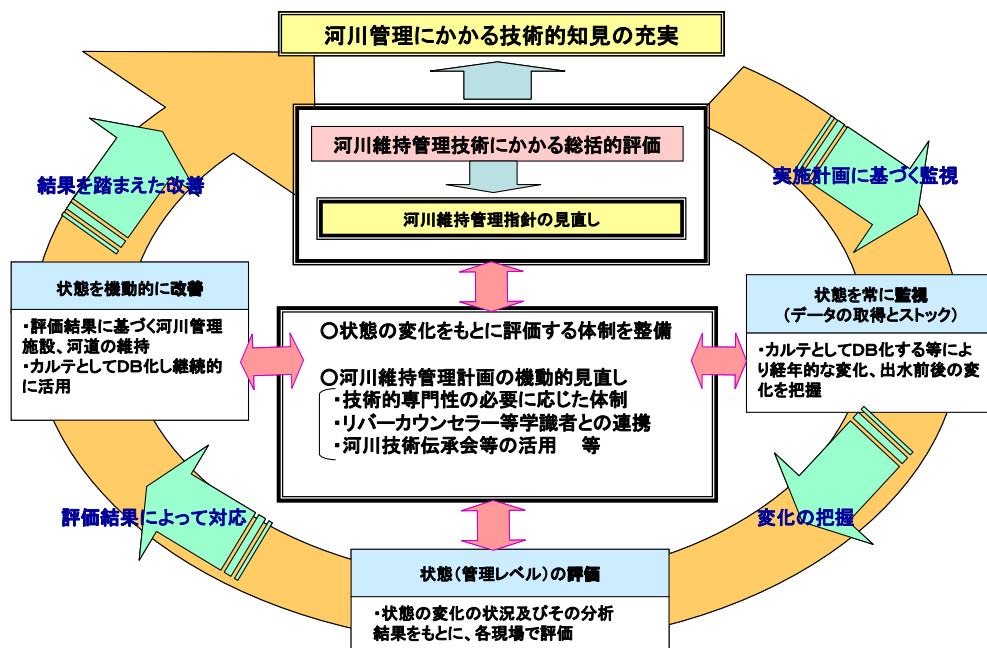 河川管理にかかる技術的知見の充実
河川維持管理技術にかかる総括的評価
河川維持管理指針の見直し
結果を踏まえた改善
実施計画に基づく監視
状態を機動的に改善
・評価結果に基づく河川管理
施設、河道の維持
・カルテとしてDB化し継続的
に活用
○状態の変化をもとに評価する体制を整備
○河川維持管理計画の機動的見直し
・技術的専門性の必要に応じた体制
・リバーカウンセラー等学識者との連携
・河川技術伝承会等の活用　等
状態を常に監視
（データの取得とストック）
・カルテとしてDB化する等によ
り経年的な変化、出水前後の変
化を把握
評価結果によって対応
変化の把握
状態（管理レベル）の評価
・状態の変化の状況及びその分析
結果をもとに、各現場で評価